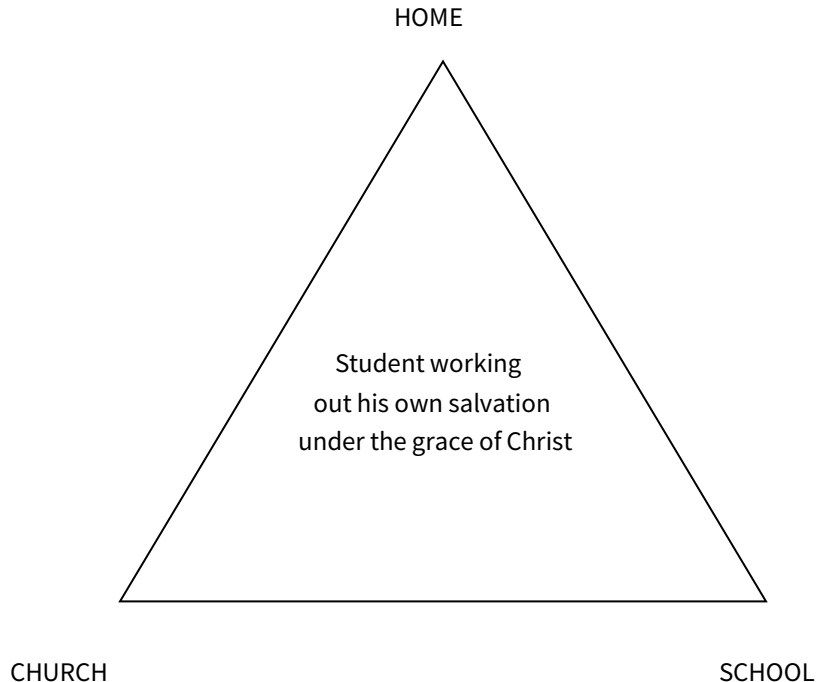 HOME
Student working
out his own salvation
under the grace of Christ
CHURCH
SCHOOL